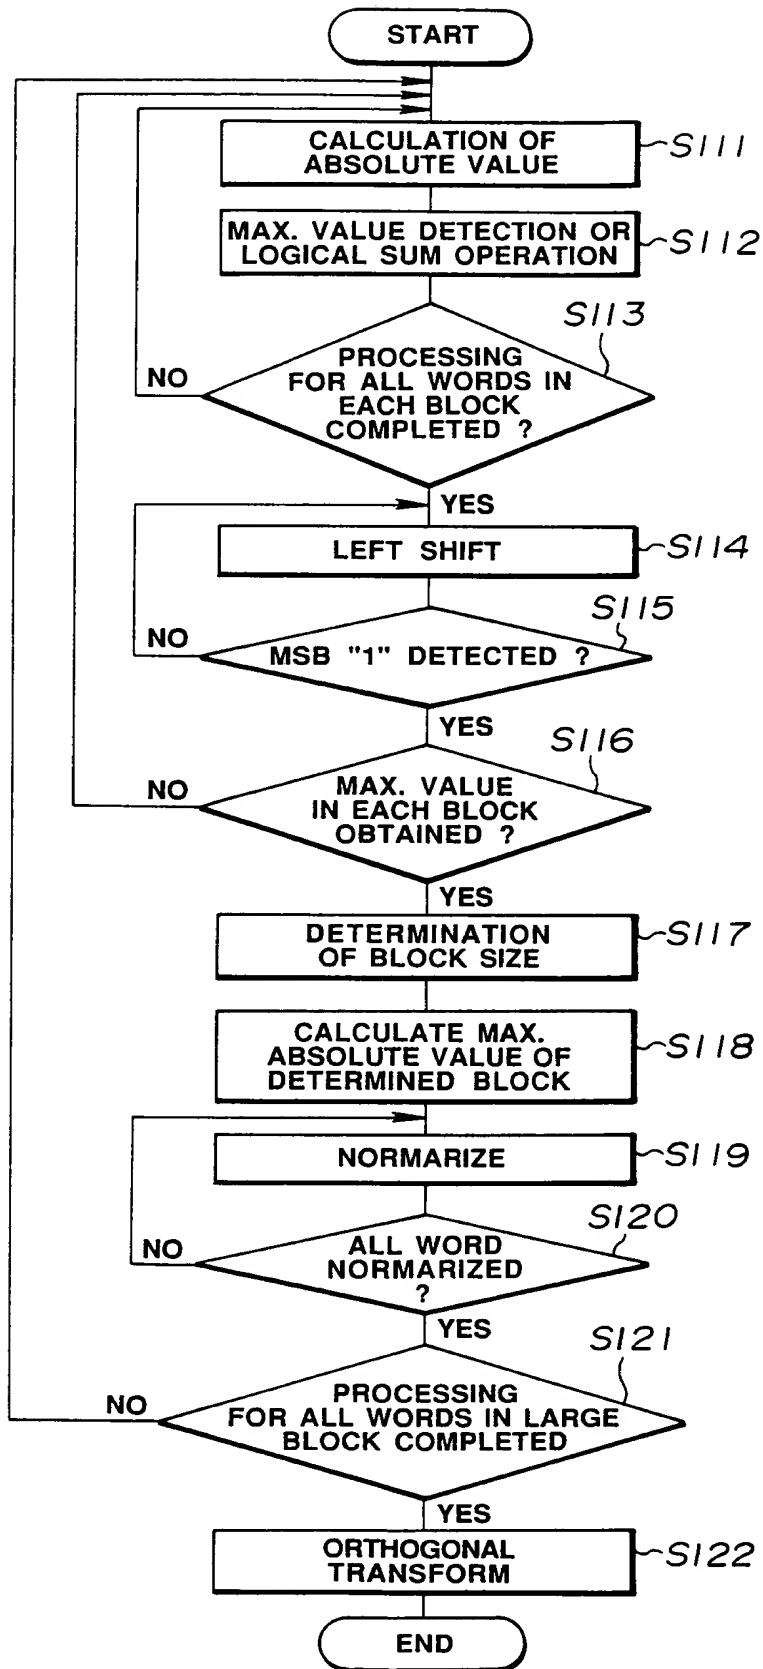 START
CALCULATION OF
ABSOLUTE VALUE
S111
MAX. VALUE DETECTION OR
LOGICAL SUM OPERATION
S112
S113
PROCESSING
FOR ALL WORDS IN
EACH BLOCK
COMPLETED ?
NO
YES
LEFT SHIFT
S114
S115
NO
MSB "1" DETECTED ?
YES
S116
NO
MAX. VALUE
IN EACH BLOCK
OBTAINED ?
YES
DETERMINATION
OF BLOCK SIZE
S117
CALCULATE MAX.
ABSOLUTE VALUE OF
DETERMINED BLOCK
S118
NORMARIZE
S119
S120
NO
ALL WORD
NORMARIZED
?
YES
S121
NO
PROCESSING
FOR ALL WORDS IN LARGE
BLOCK COMPLETED
YES
ORTHOGONAL
TRANSFORM
S122
END